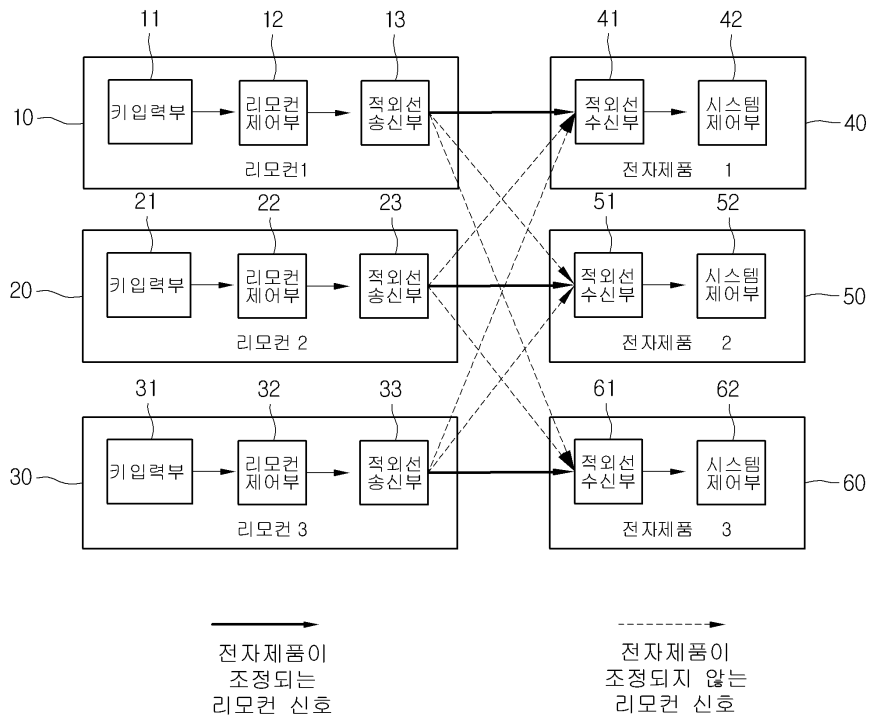 11 12 13 41 42
키입력부 리모컨 적외선 적외선 시스템
제어부 송신부 수신부 제어부
10 40
리모컨1 전자제품 1
21 22 23 51 52
키입력부 리모컨 적외선 적외선 시스템
제어부 송신부 수신부 제어부
20 50
리모컨 2 전자제품 2
31 32 33 61 62
키입력부 리모컨 적외선 적외선 시스템
제어부 송신부 수신부 제어부
30 60
리모컨 3 전자제품 3
전자제품이
조정되는
리모컨 신호
전자제품이
조정되지 않는
리모컨 신호